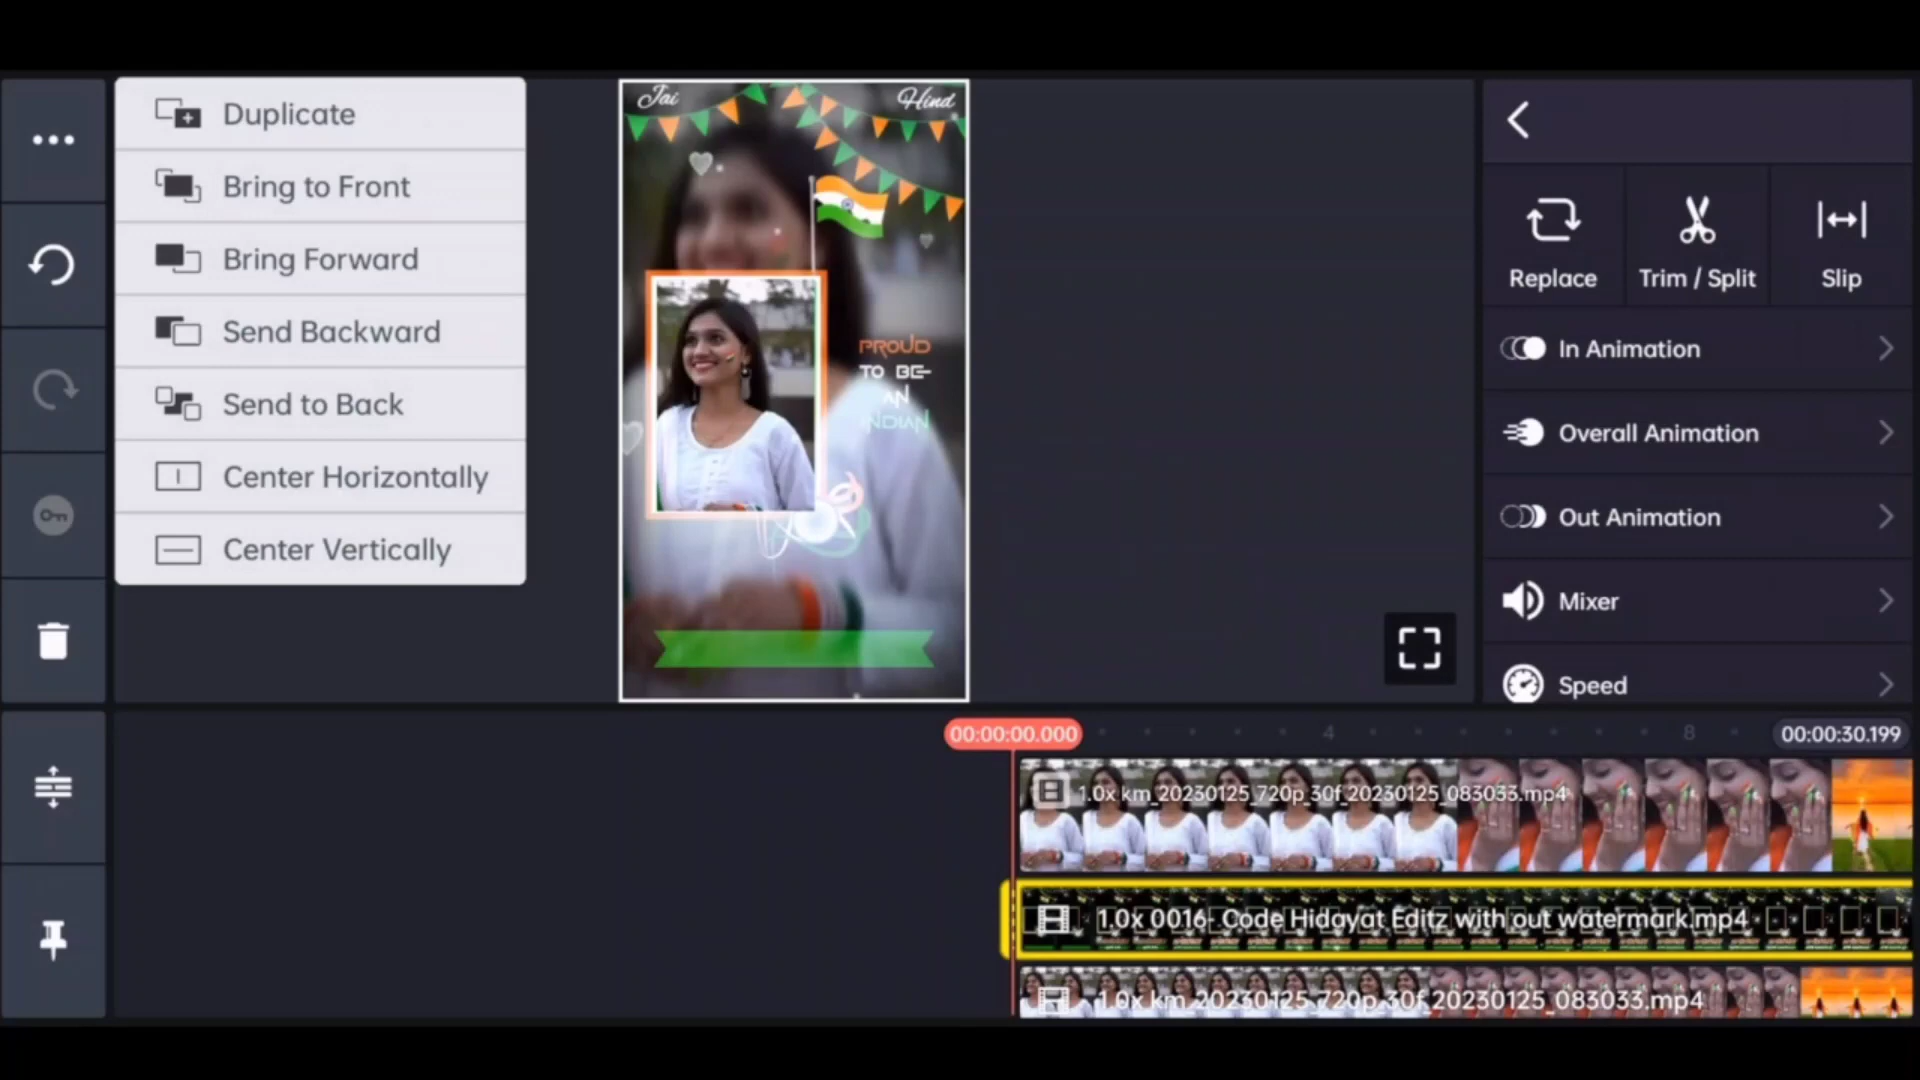 Duplicate
Bring to Front
Bring Forward
Send Backward
Send to Back
Center Horizontally
Center Vertically
Jai
Hind
PROUD
TO BE
AN
INDIAN
Replace
Trim / Split
Slip
In Animation
Overall Animation
Out Animation
Mixer
Speed
00:00:00.000
4
8
00:00:30.199
1.0x km_20230125_720p_30f_20230125_083033.mp4
1.0x 0016- Code Hidayat Editz with out watermark.mp4
1.0x km_20230125_720p_30f_20230125_083033.mp4